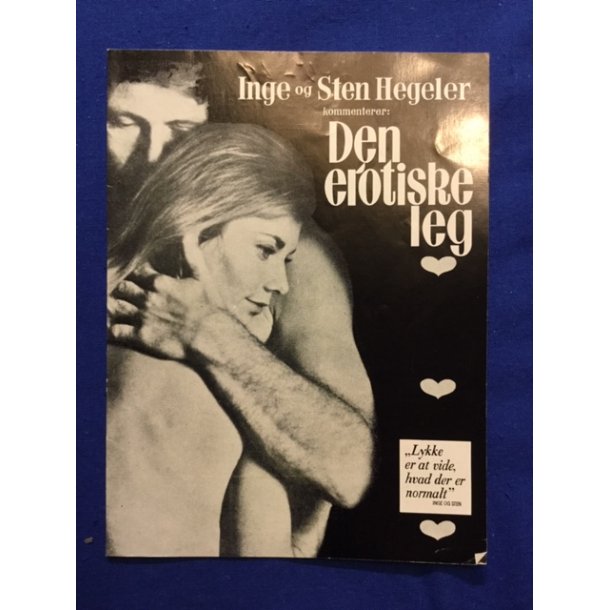 Inge og Sten Hegeler
kommenterer:
Den
erotiske
leg
„Lykke
er at vide,
hvad der er
normalt”
INGE OG STEN